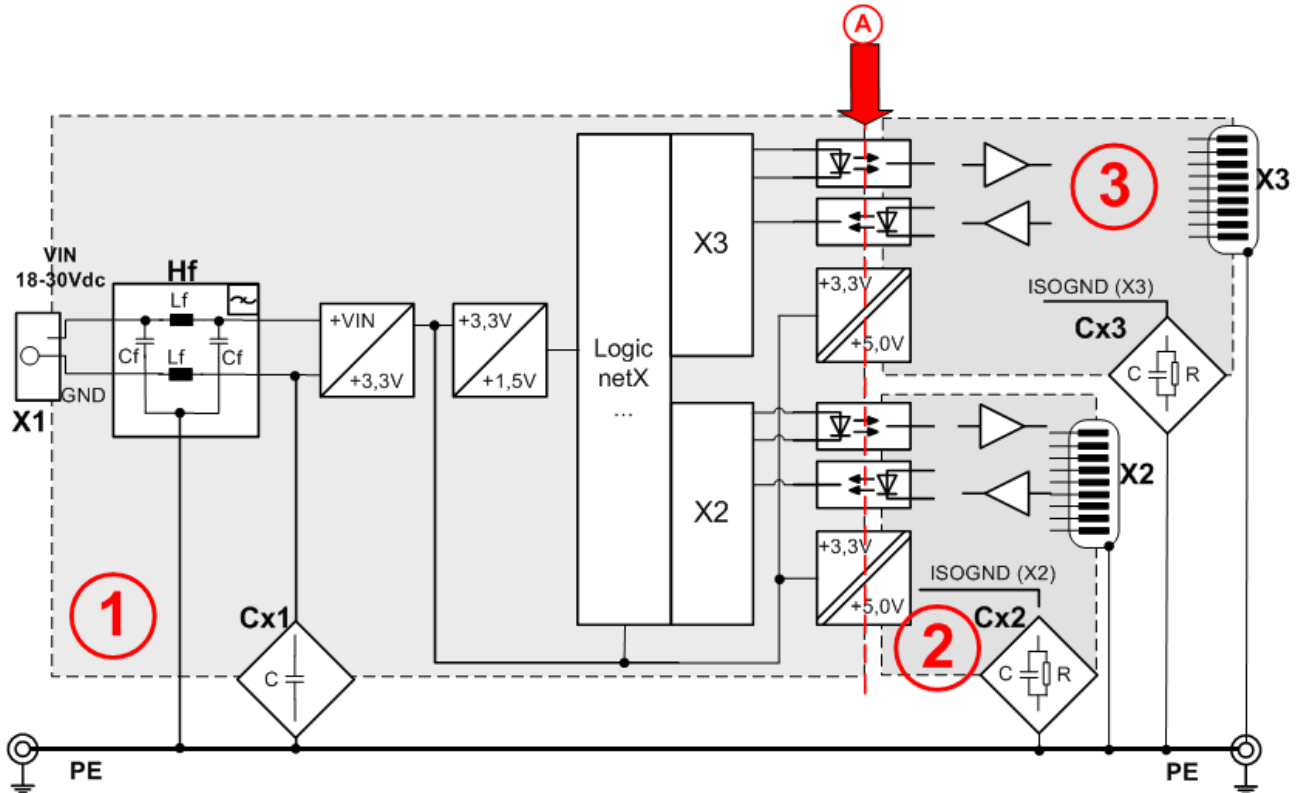 A
VIN
18-30Vdc
Hf
Lf
Cf
Lf
Cf
GND
X1
+VIN
+3,3V
+3,3V
+1,5V
Logic
netX
...
X3
X2
+3,3V
+5,0V
3
X3
ISOGND (X3)
Cx3
C
R
X2
+3,3V
+5,0V
ISOGND (X2)
2
Cx2
C
R
1
Cx1
C
PE
PE